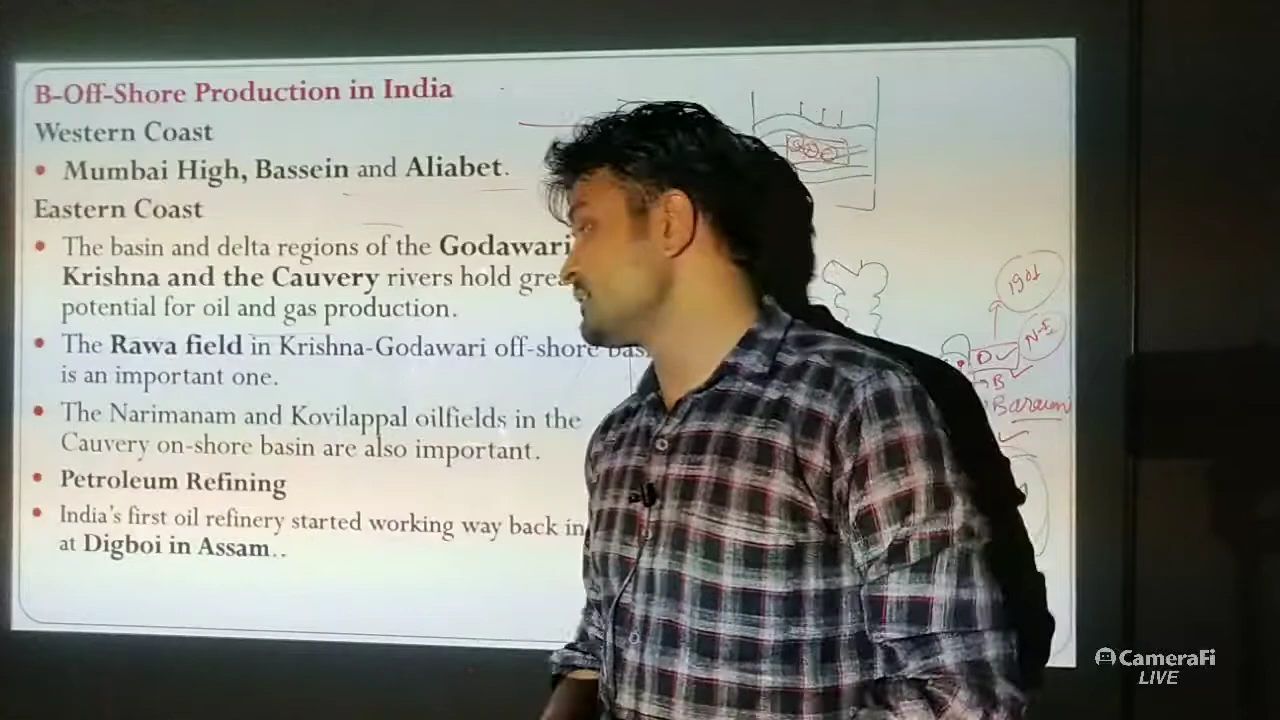 B-Off-Shore Production in India
Western Coast
• Mumbai High, Bassein and Aliabet.
Eastern Coast
• The basin and delta regions of the Godawari
Krishna and the Cauvery rivers hold grea
potential for oil and gas production.
• The Rawa field in Krishna-Godawari off-shore bas
is an important one.
• The Narimanam and Kovilappal oilfields in the
Cauvery on-shore basin are also important.
• Petroleum Refining
• India's first oil refinery started working way back in
at Digboi in Assam..
1901
N-E
D
B
Barauni
CameraFi
LIVE